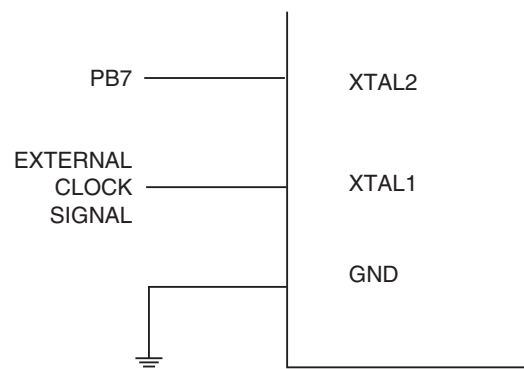 PB7
XTAL2
EXTERNAL
CLOCK
SIGNAL
XTAL1
GND